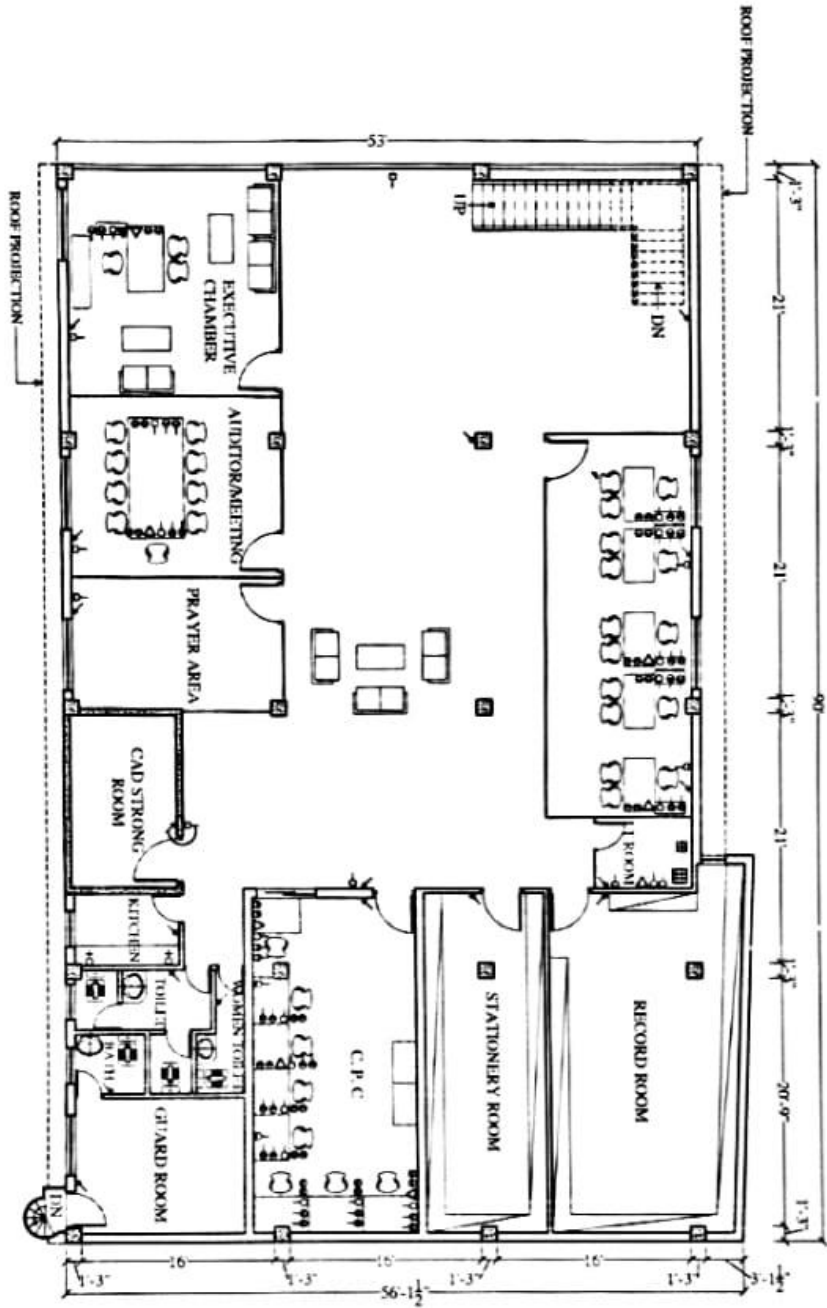 ROOF PROJECTION
ROOF PROJECTION
53'
90'
1'-3"
21'
1'-3"
21'
1'-3"
21'
1'-3"
20'-9"
1'-3"
UP
DN
EXECUTIVE
CHAMBER
AUDITOR/MEETING
PRAYER AREA
CAD STRONG
ROOM
KITCHEN
TOILET
WOMEN TOILET
BATH
GUARD ROOM
DN
C. P. C
STATIONERY ROOM
RECORD ROOM
ROOM
16'
16'
16'
1'-3"
1'-3"
1'-3"
1'-3"
3'-1½"
56'-1½"